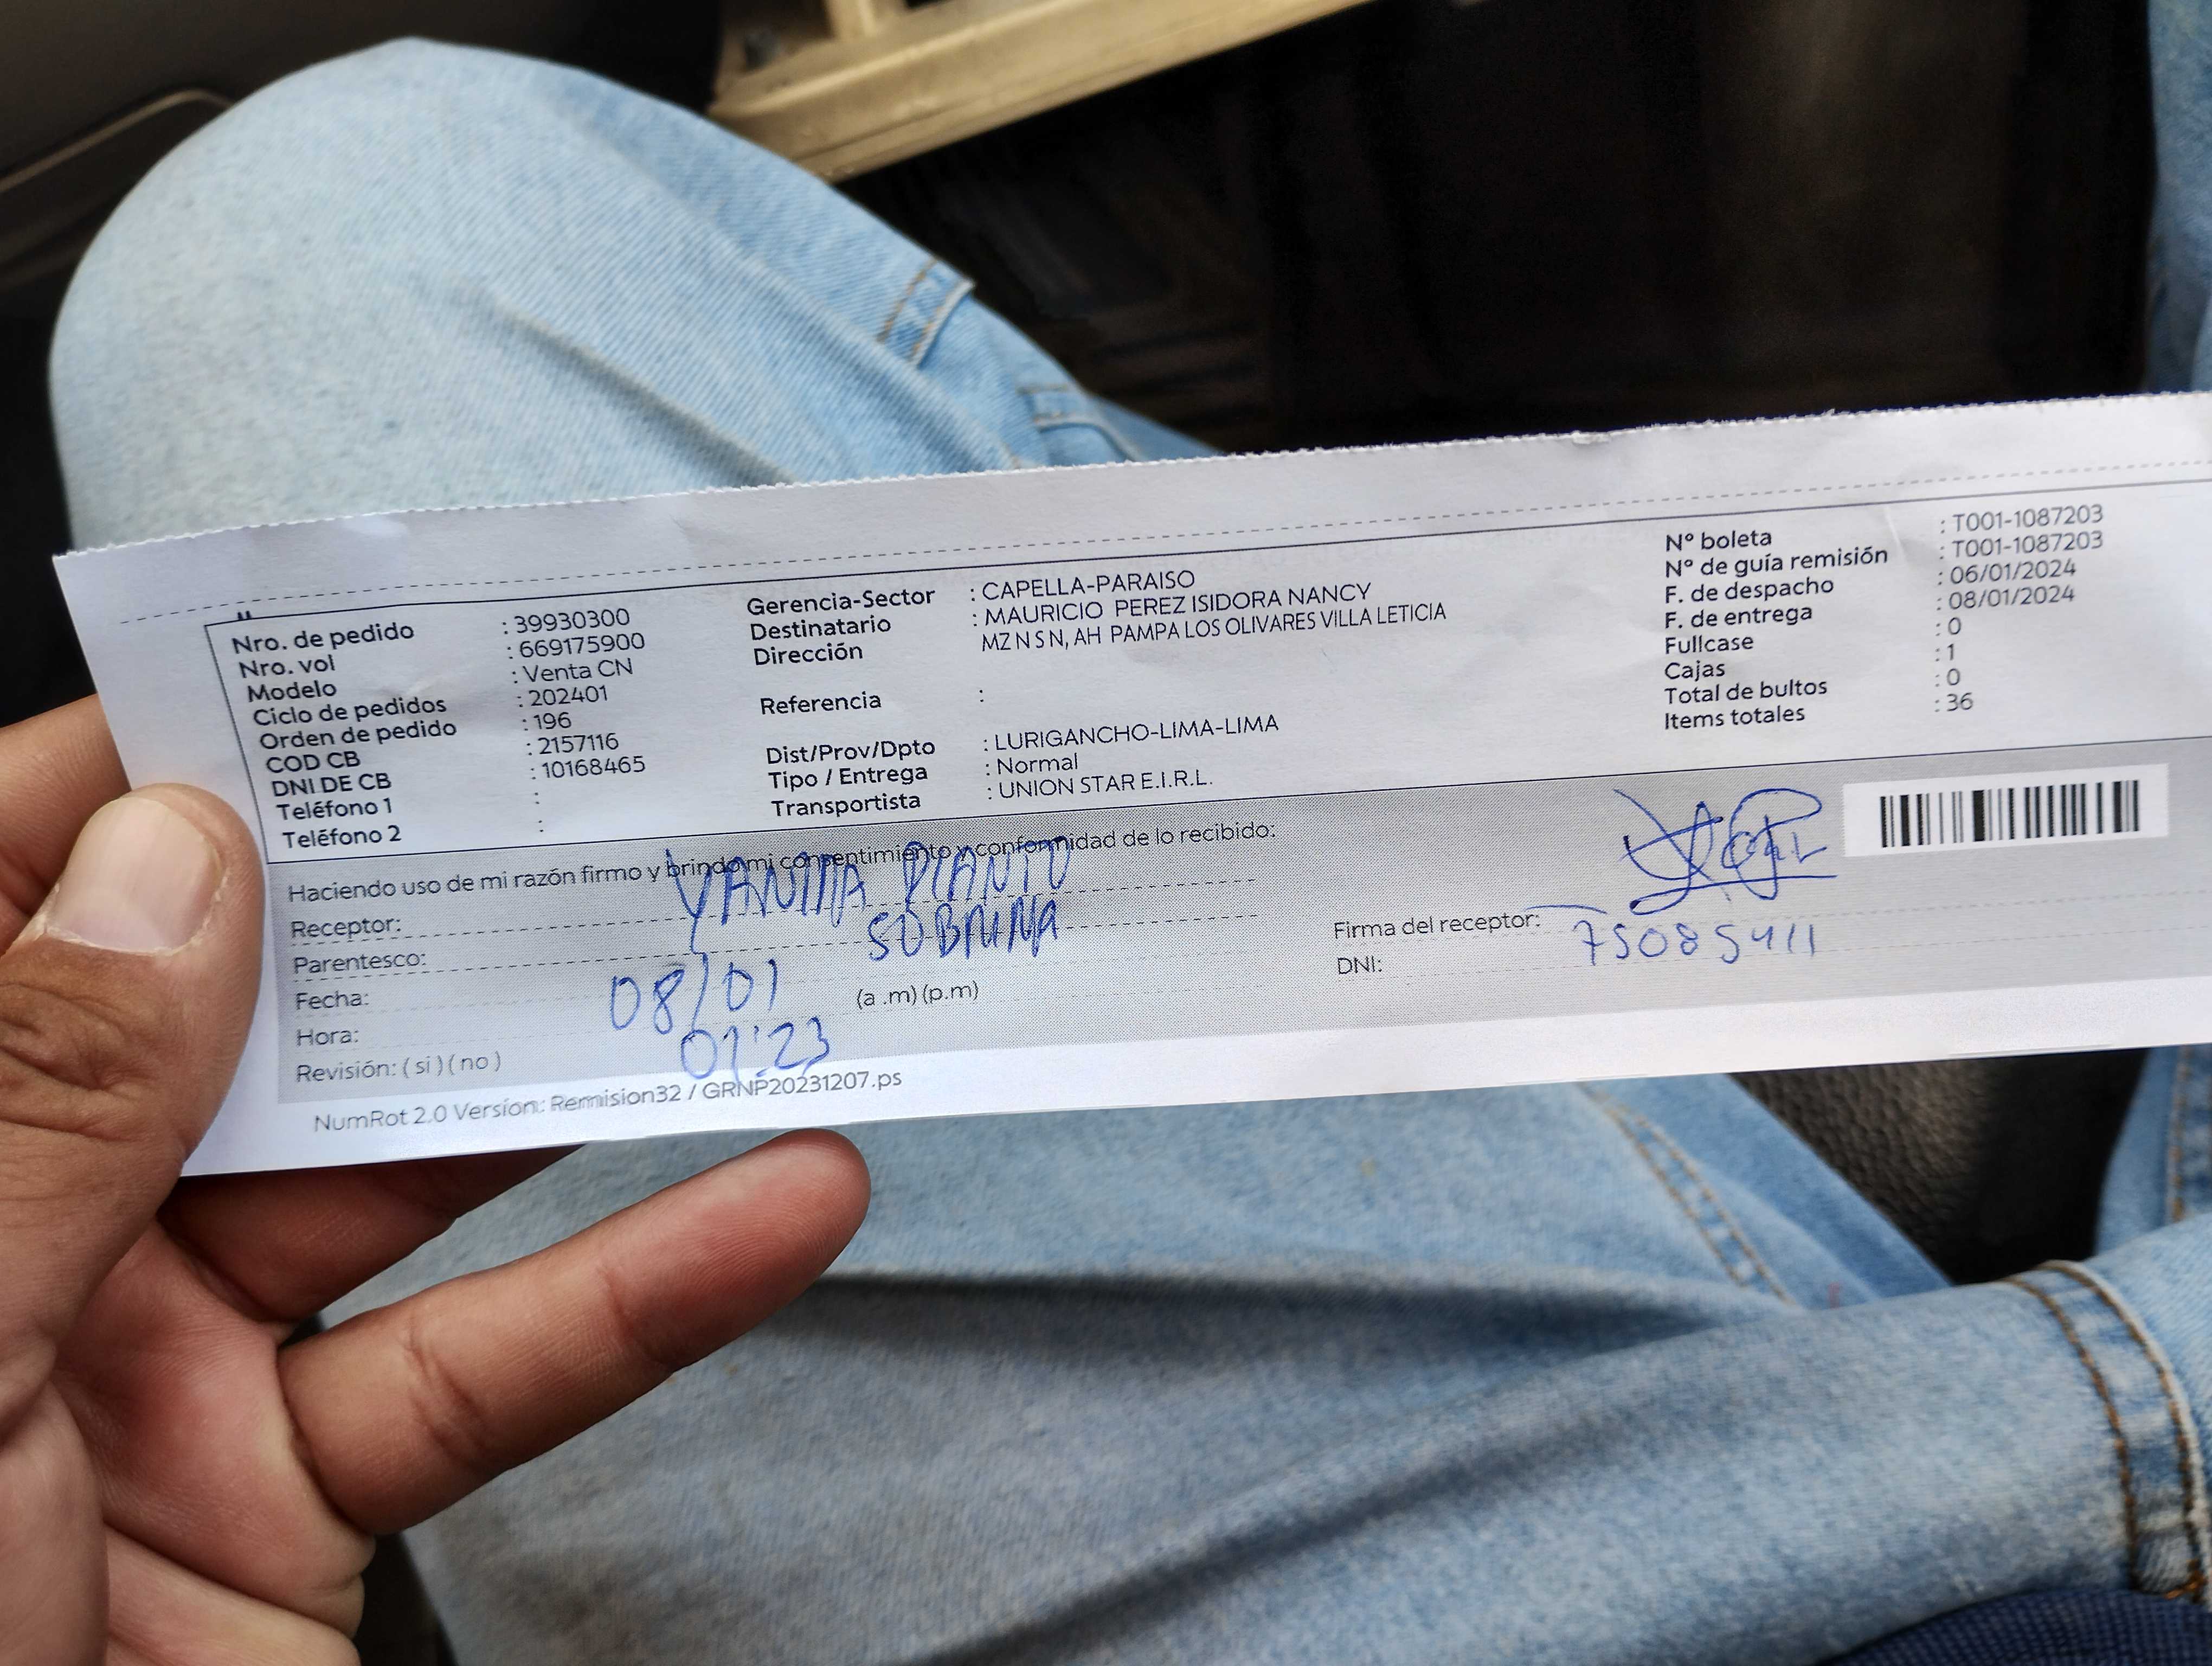 Nro. de pedido : 39930300
Nro. vol : 669175900
Modelo : Venta CN
Ciclo de pedidos : 202401
Orden de pedido : 196
COD CB : 2157116
DNI DE CB : 10168465
Teléfono 1 :
Teléfono 2 :
Gerencia-Sector : CAPELLA-PARAISO
Destinatario : MAURICIO PEREZ ISIDORA NANCY
Dirección MZ N S N, AH PAMPA LOS OLIVARES VILLA LETICIA
Referencia :
Dist/Prov/Dpto : LURIGANCHO-LIMA-LIMA
Tipo / Entrega : Normal
Transportista : UNION STAR E.I.R.L.
N° boleta : T001-1087203
N° de guía remisión : T001-1087203
F. de despacho : 06/01/2024
F. de entrega : 08/01/2024
Fullcase : 0
Cajas : 1
Total de bultos : 0
Items totales : 36
Haciendo uso de mi razón firmo y brindo mi consentimiento y conformidad de lo recibido:
Receptor: YANINA
Parentesco: SOBRINA
Fecha: 08/01
Hora: 01:23 (a .m) (p.m)
Revisión: ( si ) ( no )
Firma del receptor:
DNI: 75085411
NumRot 2.0 Version: Remision32 / GRNP20231207.ps